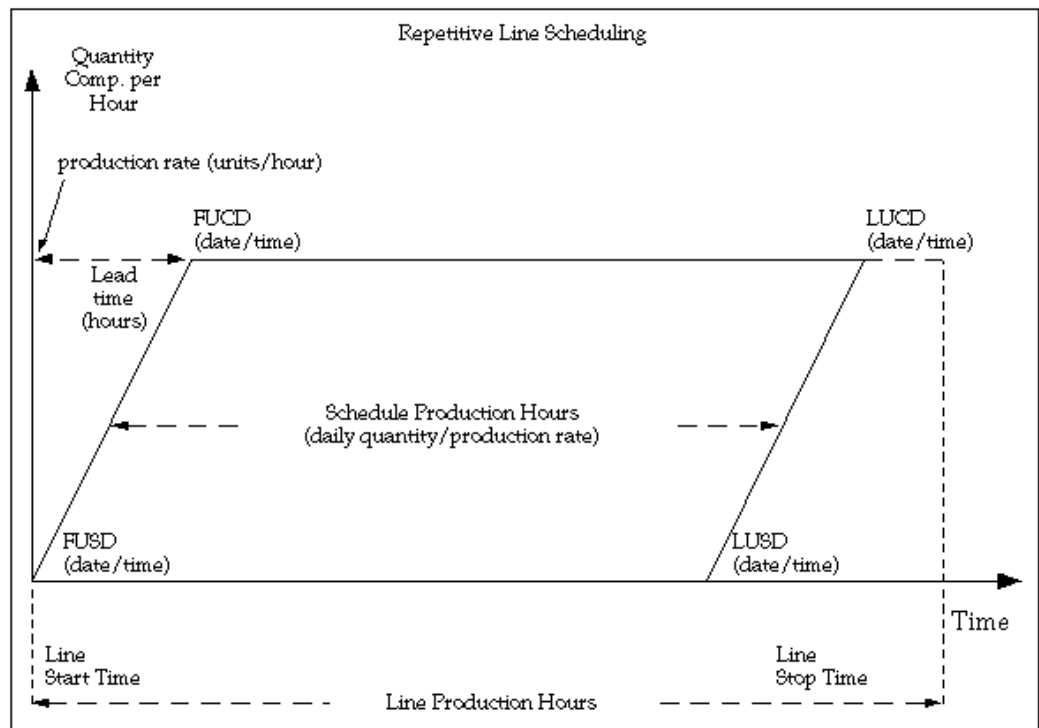 Repetitive Line Scheduling
Quantity
Comp. per
Hour
production rate (units/hour)
FUCD
(date/time)
LUCD
(date/time)
Lead
time
(hours)
Schedule Production Hours
(daily quantity/production rate)
FUSD
(date/time)
LUSD
(date/time)
Time
Line
Start Time
Line
Stop Time
Line Production Hours